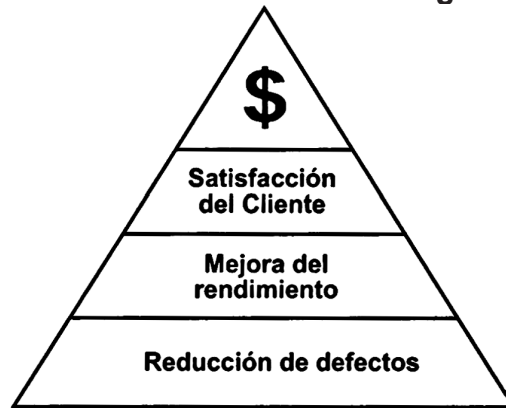 $
Satisfacción
del Cliente
Mejora del
rendimiento
Reducción de defectos